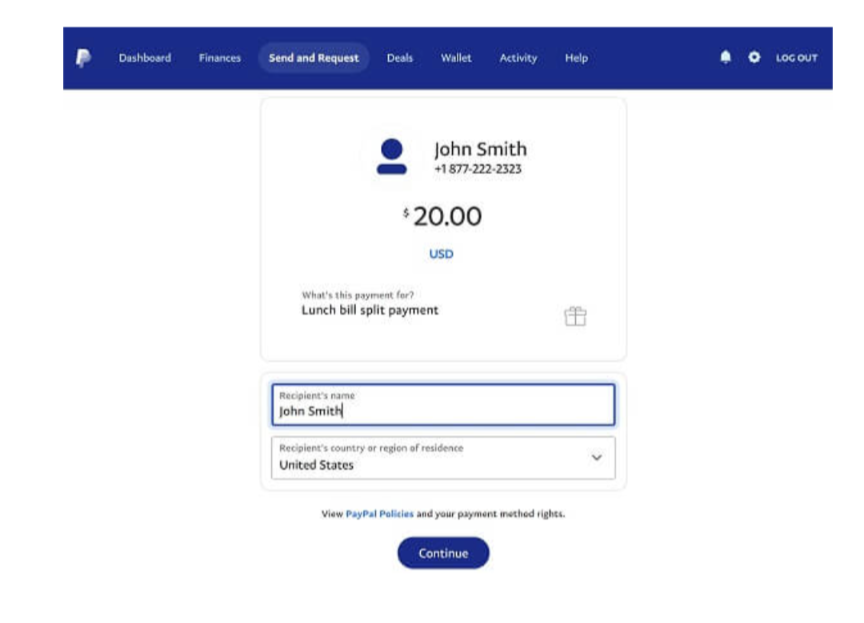 Dashboard Finances Send and Request Deals Wallet Activity Help LOG OUT
John Smith
+1 877-222-2323
$20.00
USD
What's this payment for?
Lunch bill split payment
Recipient's name
John Smith
Recipient's country or region of residence
United States
View PayPal Policies and your payment method rights.
Continue